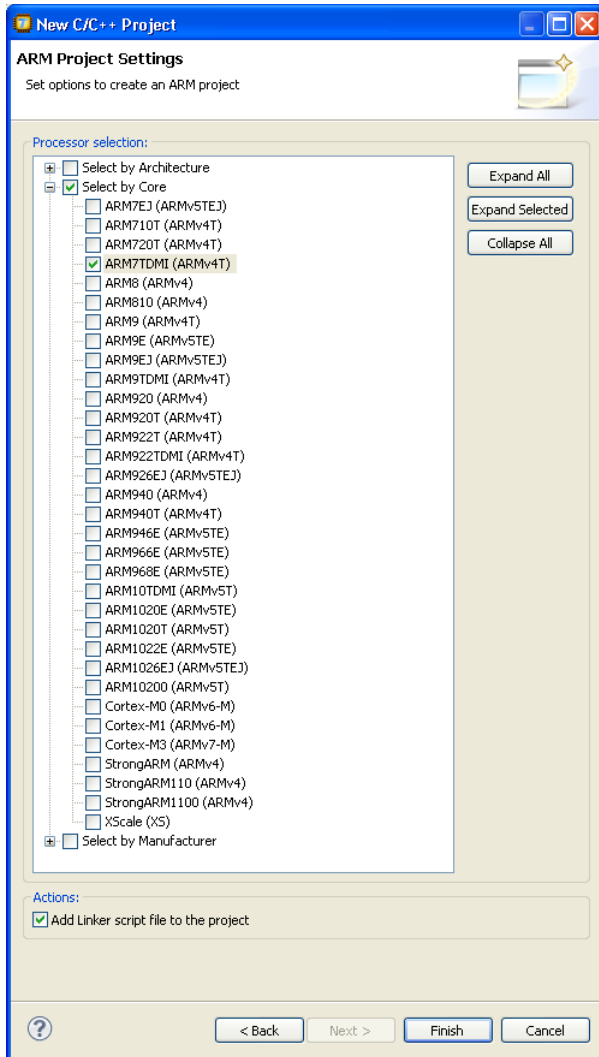 New C/C++ Project
ARM Project Settings
Set options to create an ARM project
Processor selection:
Select by Architecture
Select by Core
ARM7EJ (ARMv5TEJ)
ARM710T (ARMv4T)
ARM720T (ARMv4T)
ARM7TDMI (ARMv4T)
ARM8 (ARMv4)
ARM810 (ARMv4)
ARM9 (ARMv4T)
ARM9E (ARMv5TE)
ARM9EJ (ARMv5TEJ)
ARM9TDMI (ARMv4T)
ARM920 (ARMv4)
ARM920T (ARMv4T)
ARM922T (ARMv4T)
ARM922TDMI (ARMv4T)
ARM926EJ (ARMv5TEJ)
ARM940 (ARMv4)
ARM940T (ARMv4T)
ARM946E (ARMv5TE)
ARM966E (ARMv5TE)
ARM968E (ARMv5TE)
ARM10TDMI (ARMv5T)
ARM1020E (ARMv5TE)
ARM1020T (ARMv5T)
ARM1022E (ARMv5TE)
ARM1026EJ (ARMv5TEJ)
ARM10200 (ARMv5T)
Cortex-M0 (ARMv6-M)
Cortex-M1 (ARMv6-M)
Cortex-M3 (ARMv7-M)
StrongARM (ARMv4)
StrongARM110 (ARMv4)
StrongARM1100 (ARMv4)
XScale (XS)
Select by Manufacturer
Expand All
Expand Selected
Collapse All
Actions:
Add Linker script file to the project
?
< Back
Next >
Finish
Cancel